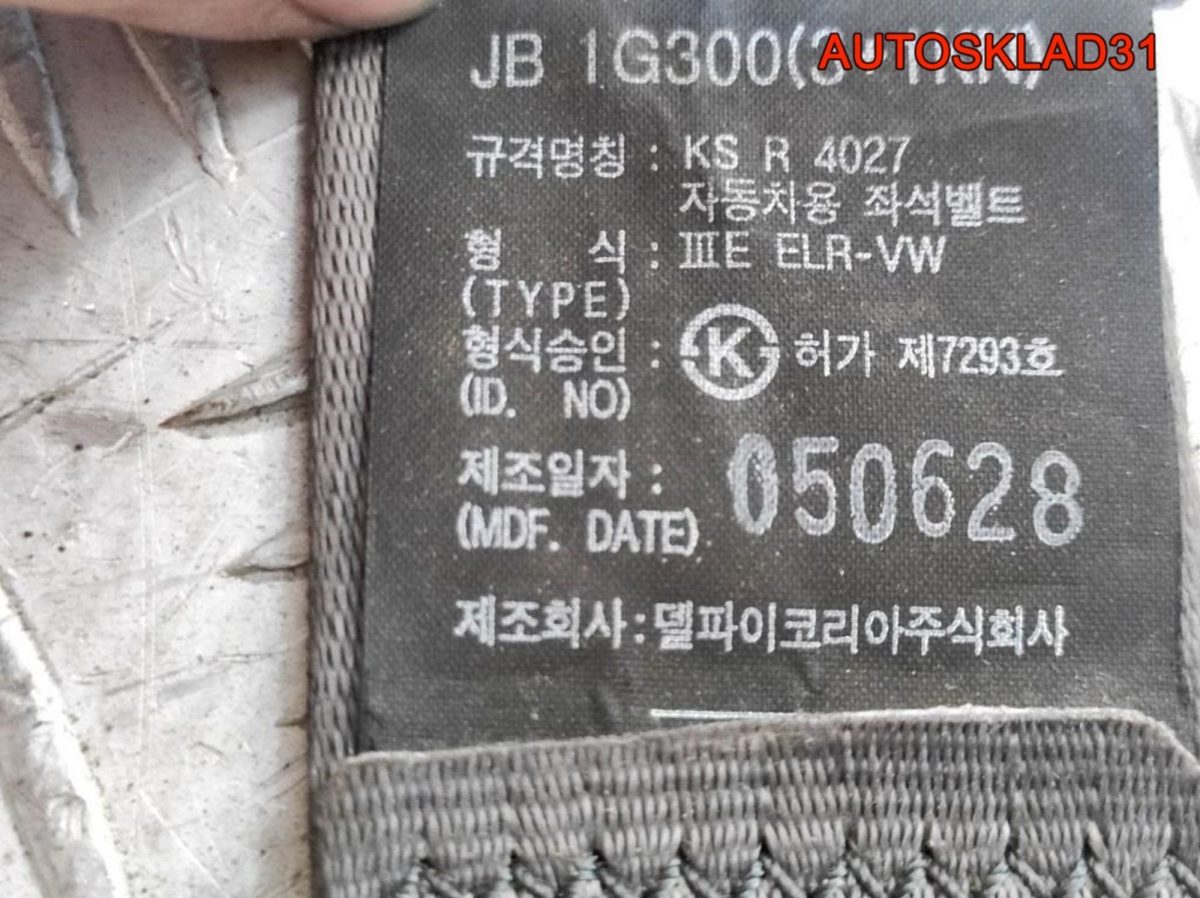 JB 1G300(3
AUTOSKLAD31
규격명칭 : KS R 4027
자동차용 좌석벨트
형 식 : ⅢE ELR-VW
(TYPE)
형식승인 : K 허가 제7293호
(ID. NO)
제조일자 : 050628
(MDF. DATE)
제조회사:델파이코리아주식회사